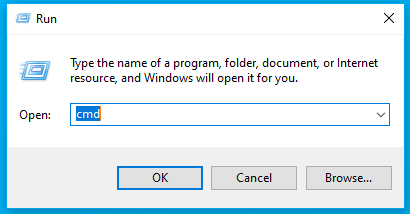 Run
Type the name of a program, folder, document, or Internet
resource, and Windows will open it for you.
Open: cmd
OK Cancel Browse...